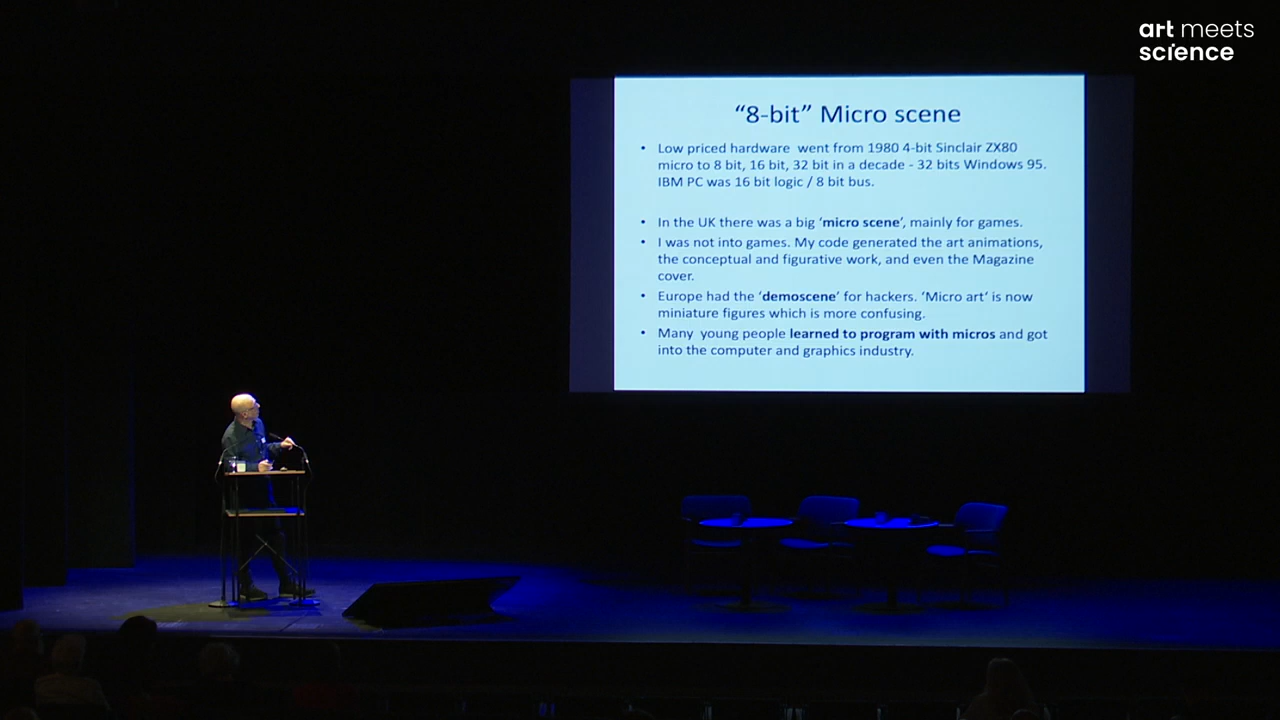 art meets
science
“8-bit” Micro scene
• Low priced hardware went from 1980 4-bit Sinclair ZX80
micro to 8 bit, 16 bit, 32 bit in a decade - 32 bits Windows 95.
IBM PC was 16 bit logic / 8 bit bus.
• In the UK there was a big ‘micro scene’, mainly for games.
• I was not into games. My code generated the art animations,
the conceptual and figurative work, and even the Magazine
cover.
• Europe had the ‘demoscene’ for hackers. ‘Micro art’ is now
miniature figures which is more confusing.
• Many young people learned to program with micros and got
into the computer and graphics industry.